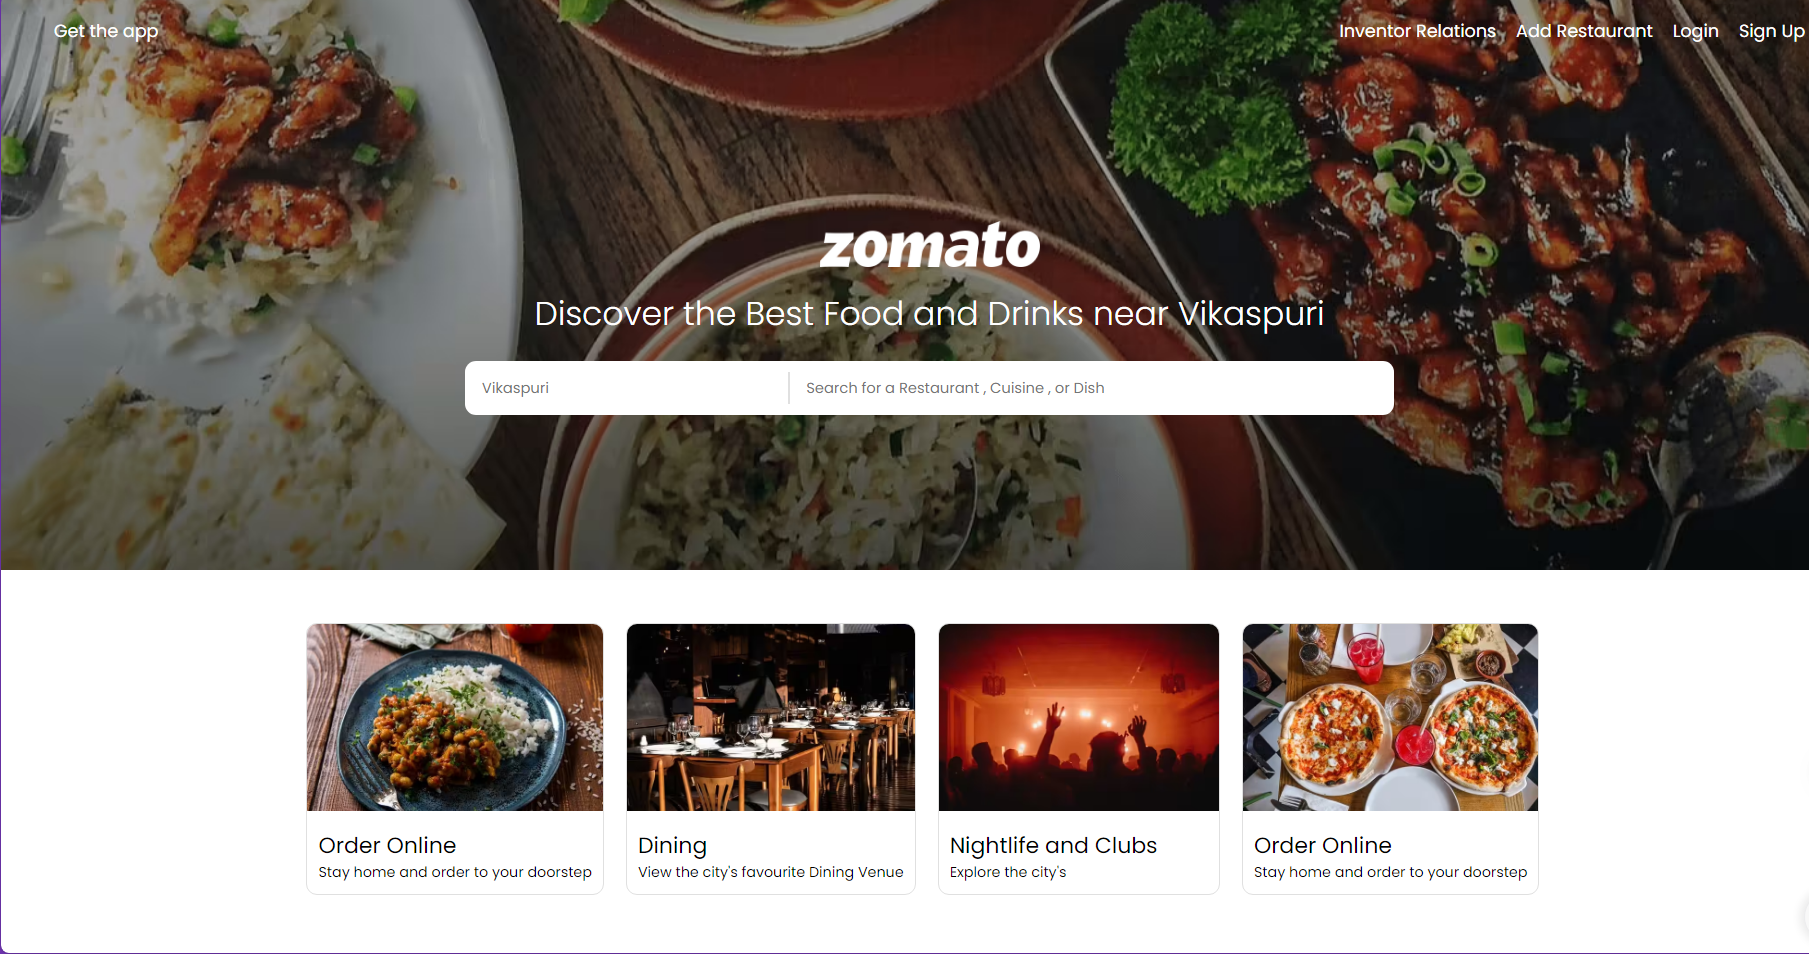 Get the app
Inventor Relations Add Restaurant Login Sign Up
zomato
Discover the Best Food and Drinks near Vikaspuri
Vikaspuri
Search for a Restaurant , Cuisine , or Dish
Order Online
Stay home and order to your doorstep
Dining
View the city's favourite Dining Venue
Nightlife and Clubs
Explore the city's
Order Online
Stay home and order to your doorstep